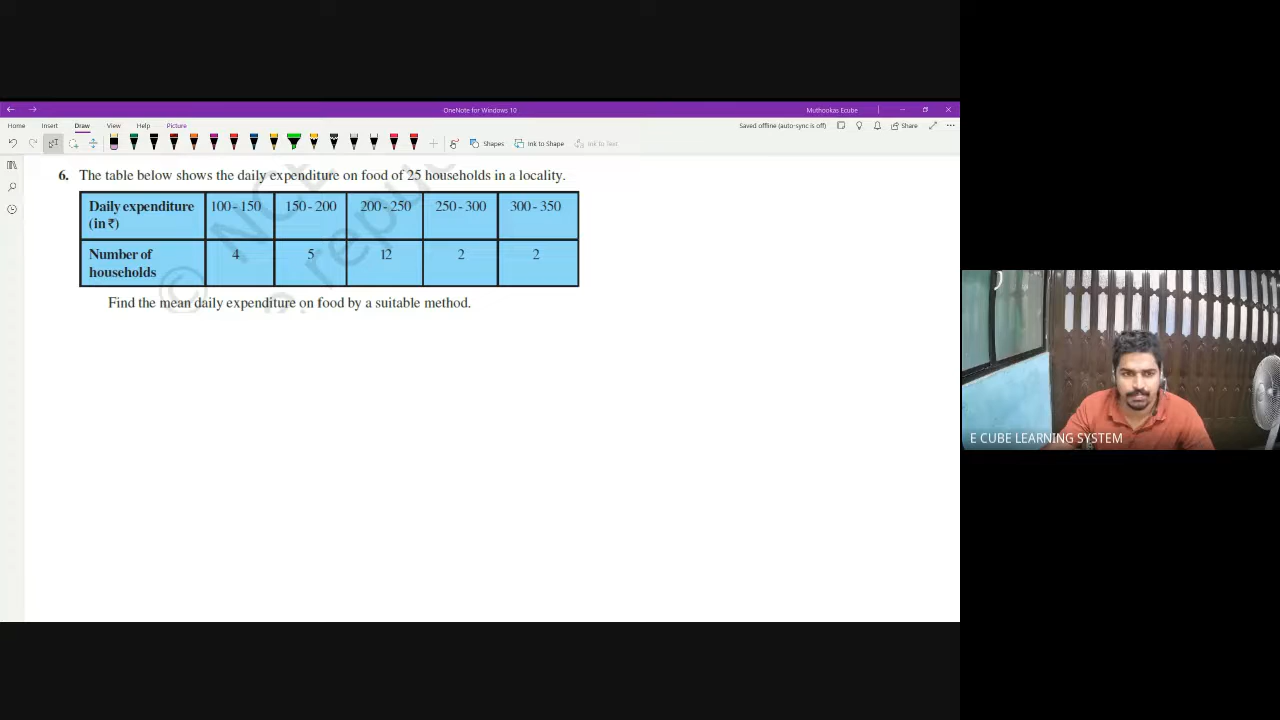 OneNote for Windows 10
Muthookas Ecube
Home Insert Draw View Help Picture
Saved offline (auto-sync is off)
Share
Shapes
Ink to Shape
Ink to Text
6. The table below shows the daily expenditure on food of 25 households in a locality.
Daily expenditure (in ₹) 100 - 150 150 - 200 200 - 250 250 - 300 300 - 350
Number of households 4 5 12 2 2
Find the mean daily expenditure on food by a suitable method.
E CUBE LEARNING SYSTEM